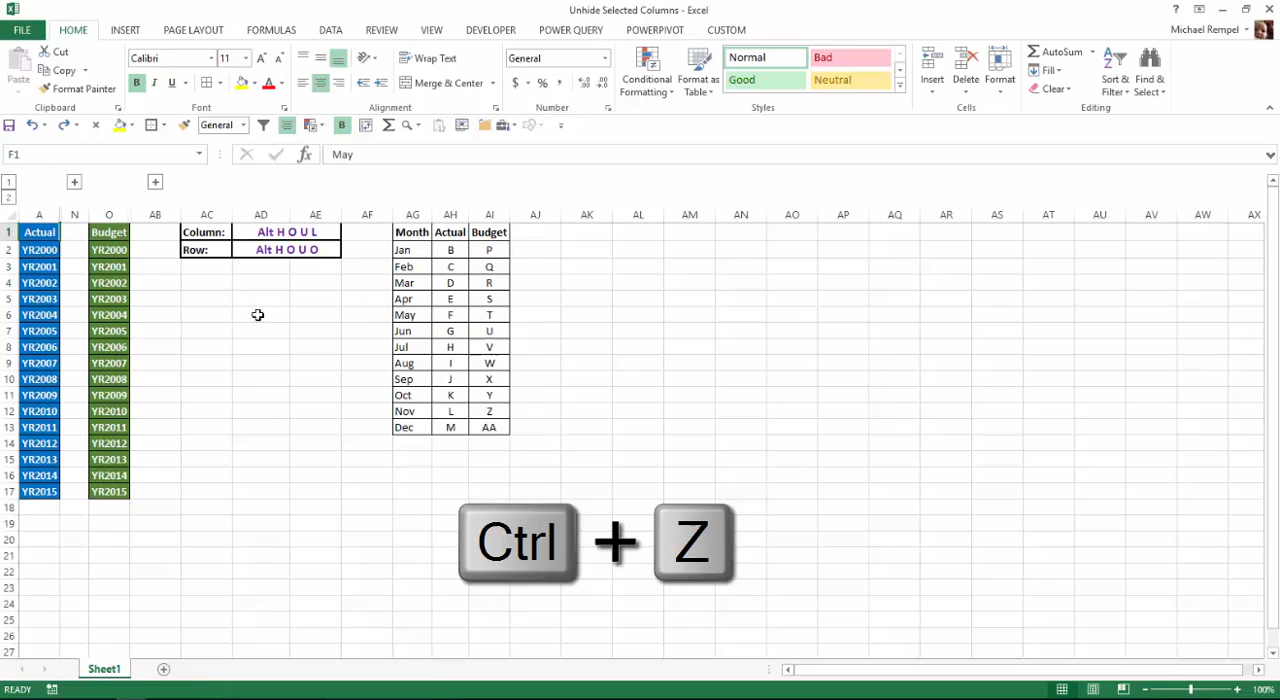 Unhide Selected Columns - Excel
FILE HOME INSERT PAGE LAYOUT FORMULAS DATA REVIEW VIEW DEVELOPER QUERY POWERPIVOT CUSTOM Michael Rempel
Cut
Copy
Format Painter
Paste
Clipboard
Calibri 11
B I U
Font
Wrap Text
Merge & Center
Alignment
General
$ % ,
Number
Conditional Formatting
Format as Table
Normal Bad
Good Neutral
Styles
Insert Delete Format
Cells
AutoSum
Fill
Clear
Sort & Filter
Find & Select
Editing
General B
F1 fx May
1
2
A N O AB AC AD AE AF AG AH AI AJ AK AL AM AN AO AP AQ AR AS AT AU AV AW AX
1 Actual Budget Column: Alt H O U L Month Actual Budget
2 YR2000 YR2000 Row: Alt H O U O Jan B P
3 YR2001 YR2001 Feb C Q
4 YR2002 YR2002 Mar D R
5 YR2003 YR2003 Apr E S
6 YR2004 YR2004 May F T
7 YR2005 YR2005 Jun G U
8 YR2006 YR2006 Jul H V
9 YR2007 YR2007 Aug I W
10 YR2008 YR2008 Sep J X
11 YR2009 YR2009 Oct K Y
12 YR2010 YR2010 Nov L Z
13 YR2011 YR2011 Dec M AA
14 YR2012 YR2012
15 YR2013 YR2013
16 YR2014 YR2014
17 YR2015 YR2015
18
19
20
21
22
23
24
25
26
27
Ctrl + Z
Sheet1
READY 100%